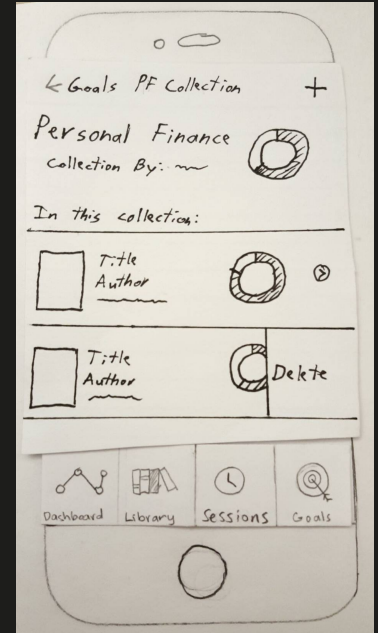 < Goals PF Collection +
Personal Finance
Collection By:
In this collection:
Title
Author
Title
Author
Delete
Dashboard Library Sessions Goals